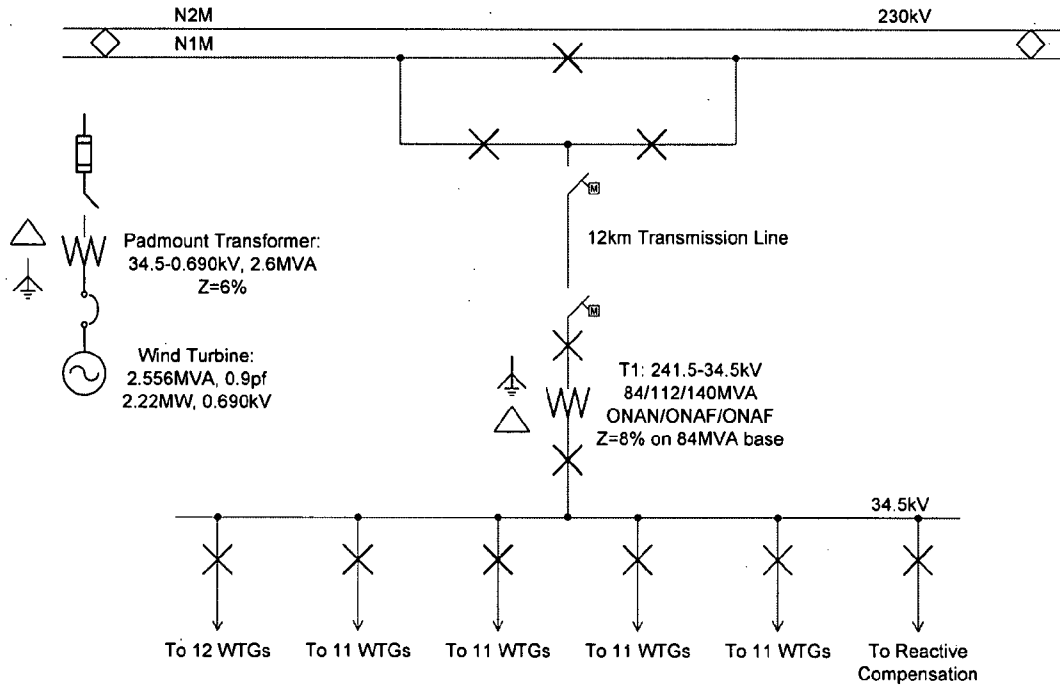 N2M
230kV
N1M
M
12km Transmission Line
Padmount Transformer:
34.5-0.690kV, 2.6MVA
Z=6%
M
Wind Turbine:
2.556MVA, 0.9pf
2.22MW, 0.690kV
T1: 241.5-34.5kV
84/112/140MVA
ONAN/ONAF/ONAF
Z=8% on 84MVA base
34.5kV
To 12 WTGs
To 11 WTGs
To 11 WTGs
To 11 WTGs
To 11 WTGs
To Reactive
Compensation